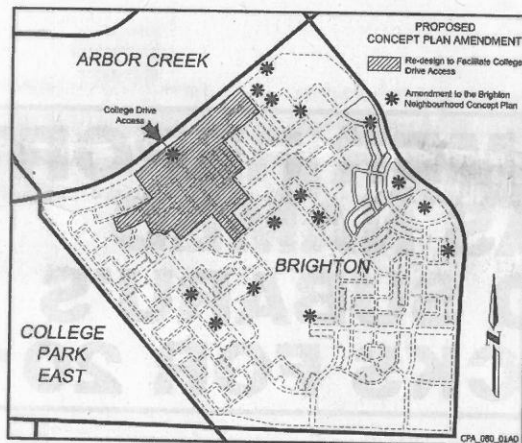 PROPOSED
CONCEPT PLAN AMENDMENT
Re-design to Facilitate College
Drive Access
Amendment to the Brighton
Neighbourhood Concept Plan
ARBOR CREEK
College Drive
Access
BRIGHTON
COLLEGE
PARK
EAST
N